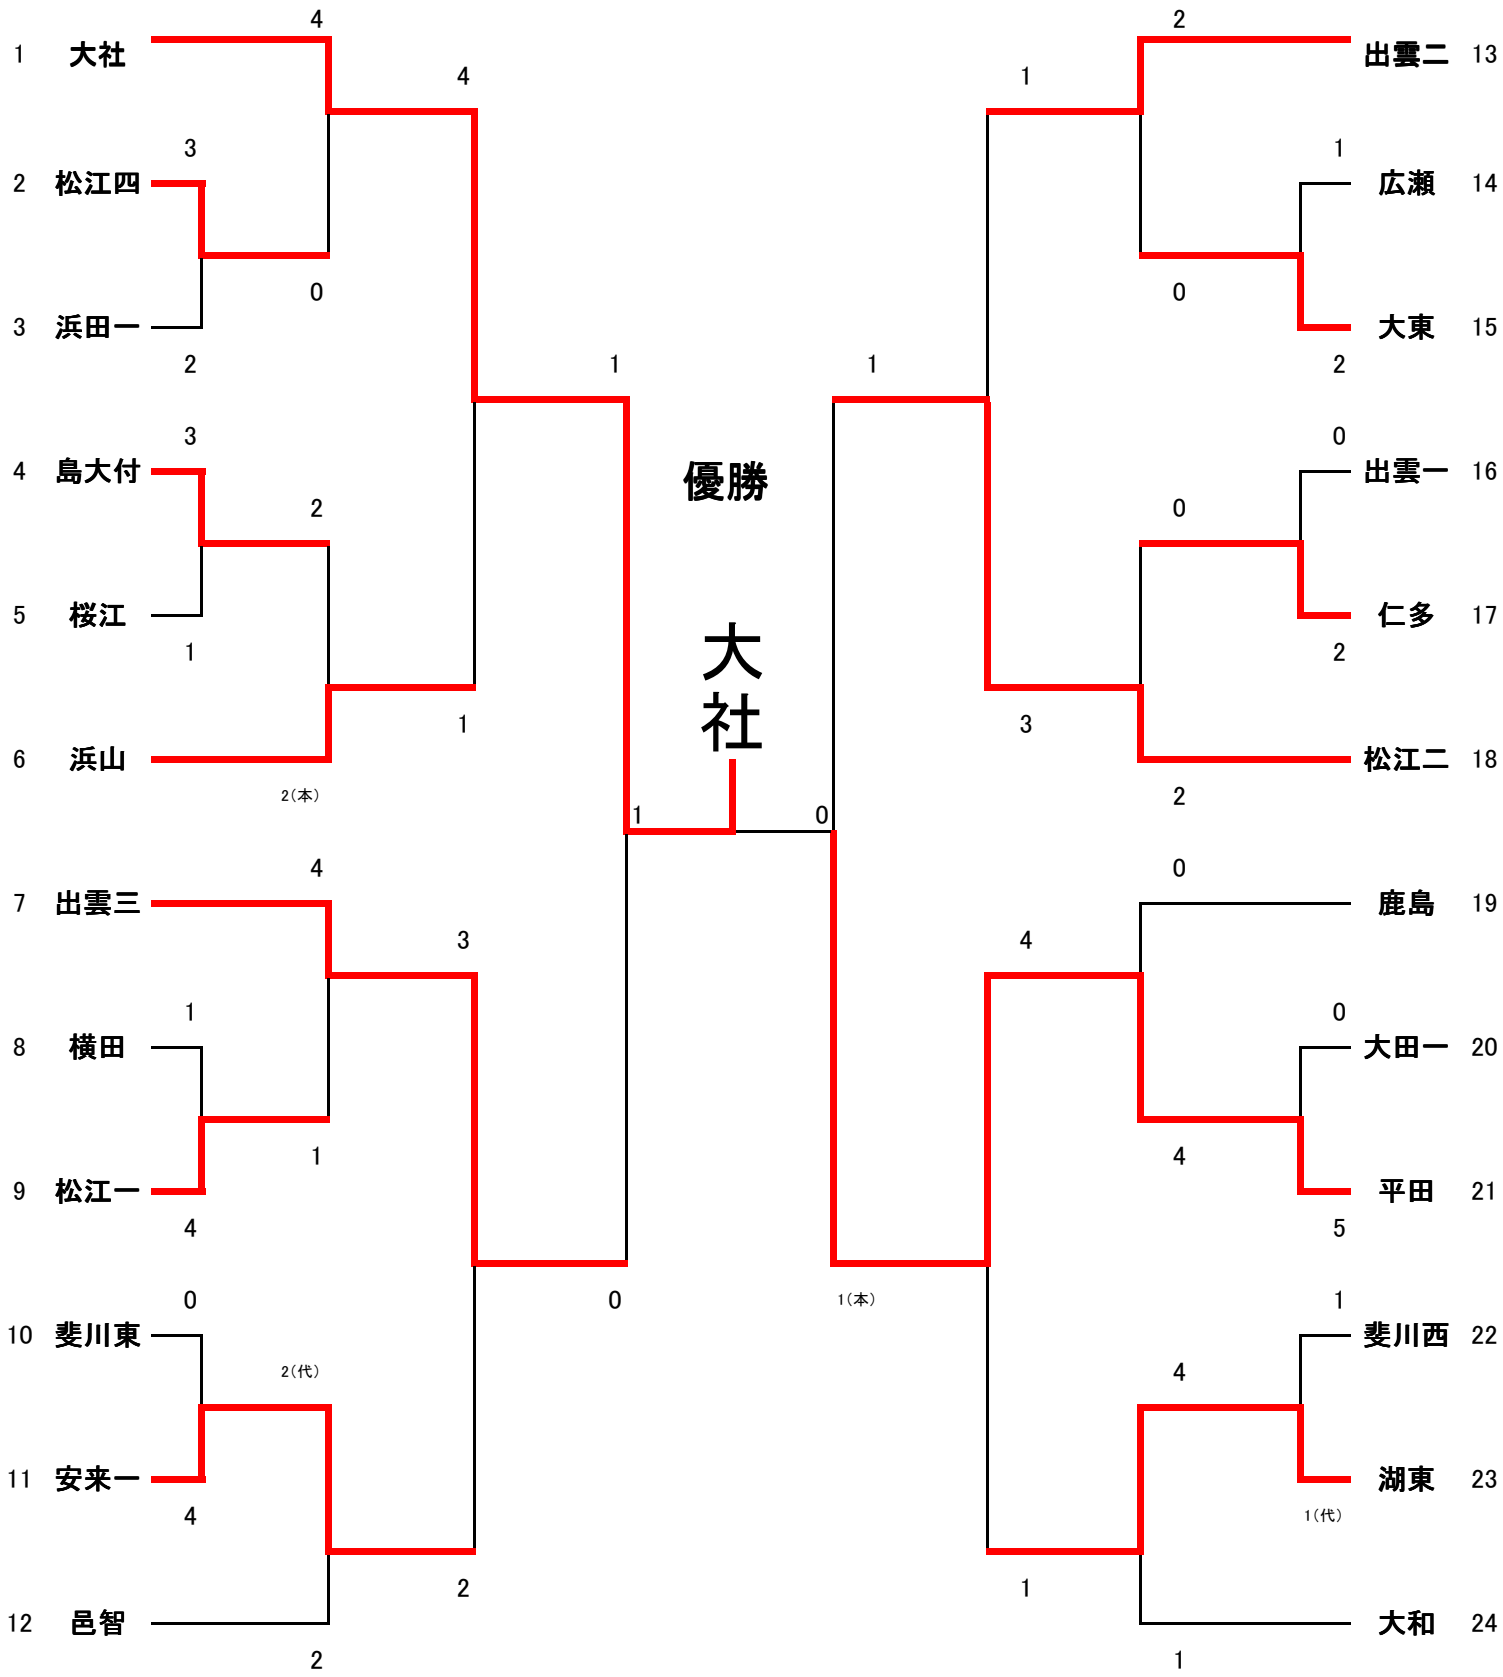 4
1 大社
4
3
2 松江四
0
3 浜田一
2
1
3
4 島大付
2
5 桜江
1
1
6 浜山
2(本)
4
7 出雲三
3
1
8 横田
1
9 松江一
4
0
0
10 斐川東
2(代)
11 安来一
4
2
12 邑智
2
優勝
大社
1
0
2
出雲二 13
1
1
広瀬 14
0
大東 15
2
1
0
出雲一 16
0
仁多 17
2
3
松江二 18
2
0
鹿島 19
4
0
大田一 20
4
平田 21
5
1(本)
1
斐川西 22
4
湖東 23
1(代)
1
大和 24
1